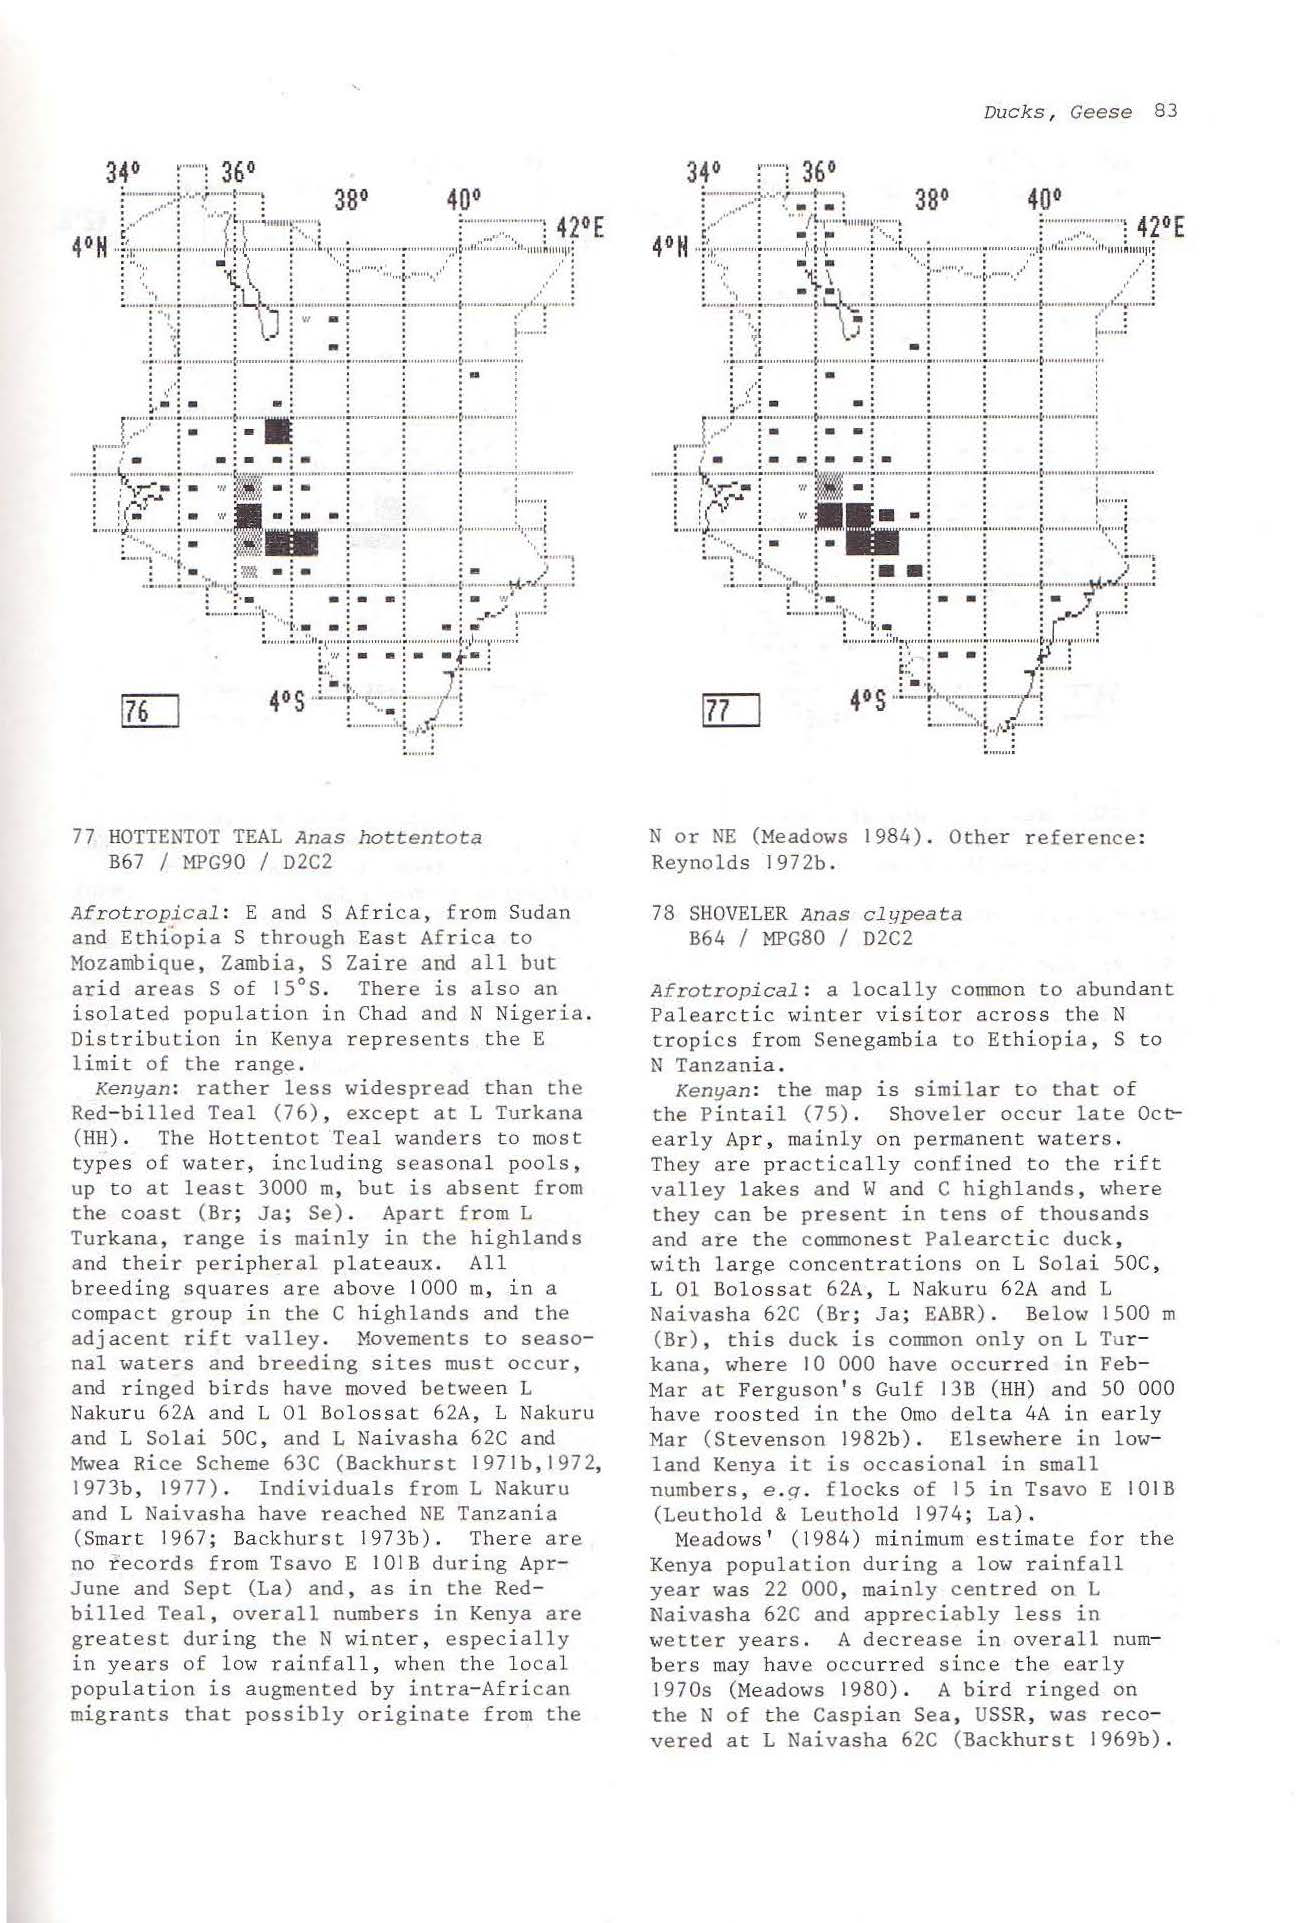 Ducks, Geese 83
34° 36°
38° 40°
42°E
4°N
4°S
76
34° 36°
38° 40°
42°E
4°N
4°S
77
77 HOTTENTOT TEAL Anas hottentota
B67 / MPG90 / D2C2
Afrotropical: E and S Africa, from Sudan
and Ethiopia S through East Africa to
Mozambique, Zambia, S Zaire and all but
arid areas S of 15°S. There is also an
isolated population in Chad and N Nigeria.
Distribution in Kenya represents the E
limit of the range.
Kenyan: rather less widespread than the
Red-billed Teal (76), except at L Turkana
(HH). The Hottentot Teal wanders to most
types of water, including seasonal pools,
up to at least 3000 m, but is absent from
the coast (Br; Ja; Se). Apart from L
Turkana, range is mainly in the highlands
and their peripheral plateaux. All
breeding squares are above 1000 m, in a
compact group in the C highlands and the
adjacent rift valley. Movements to seaso-
nal waters and breeding sites must occur,
and ringed birds have moved between L
Nakuru 62A and L Ol Bolossat 62A, L Nakuru
and L Solai 50C, and L Naivasha 62C and
Mwea Rice Scheme 63C (Backhurst 1971b,1972,
1973b, 1977). Individuals from L Nakuru
and L Naivasha have reached NE Tanzania
(Smart 1967; Backhurst 1973b). There are
no records from Tsavo E 101B during Apr-
June and Sept (La) and, as in the Red-
billed Teal, overall numbers in Kenya are
greatest during the N winter, especially
in years of low rainfall, when the local
population is augmented by intra-African
migrants that possibly originate from the
N or NE (Meadows 1984). Other reference:
Reynolds 1972b.
78 SHOVELER Anas clypeata
B64 / MPG80 / D2C2
Afrotropical: a locally common to abundant
Palearctic winter visitor across the N
tropics from Senegambia to Ethiopia, S to
N Tanzania.
Kenyan: the map is similar to that of
the Pintail (75). Shoveler occur late Oct-
early Apr, mainly on permanent waters.
They are practically confined to the rift
valley lakes and W and C highlands, where
they can be present in tens of thousands
and are the commonest Palearctic duck,
with large concentrations on L Solai 50C,
L Ol Bolossat 62A, L Nakuru 62A and L
Naivasha 62C (Br; Ja; EABR). Below 1500 m
(Br), this duck is common only on L Tur-
kana, where 10 000 have occurred in Feb-
Mar at Ferguson's Gulf 13B (HH) and 50 000
have roosted in the Omo delta 4A in early
Mar (Stevenson 1982b). Elsewhere in low-
land Kenya it is occasional in small
numbers, e.g. flocks of 15 in Tsavo E 101B
(Leuthold & Leuthold 1974; La).
Meadows' (1984) minimum estimate for the
Kenya population during a low rainfall
year was 22 000, mainly centred on L
Naivasha 62C and appreciably less in
wetter years. A decrease in overall num-
bers may have occurred since the early
1970s (Meadows 1980). A bird ringed on
the N of the Caspian Sea, USSR, was reco-
vered at L Naivasha 62C (Backhurst 1969b).